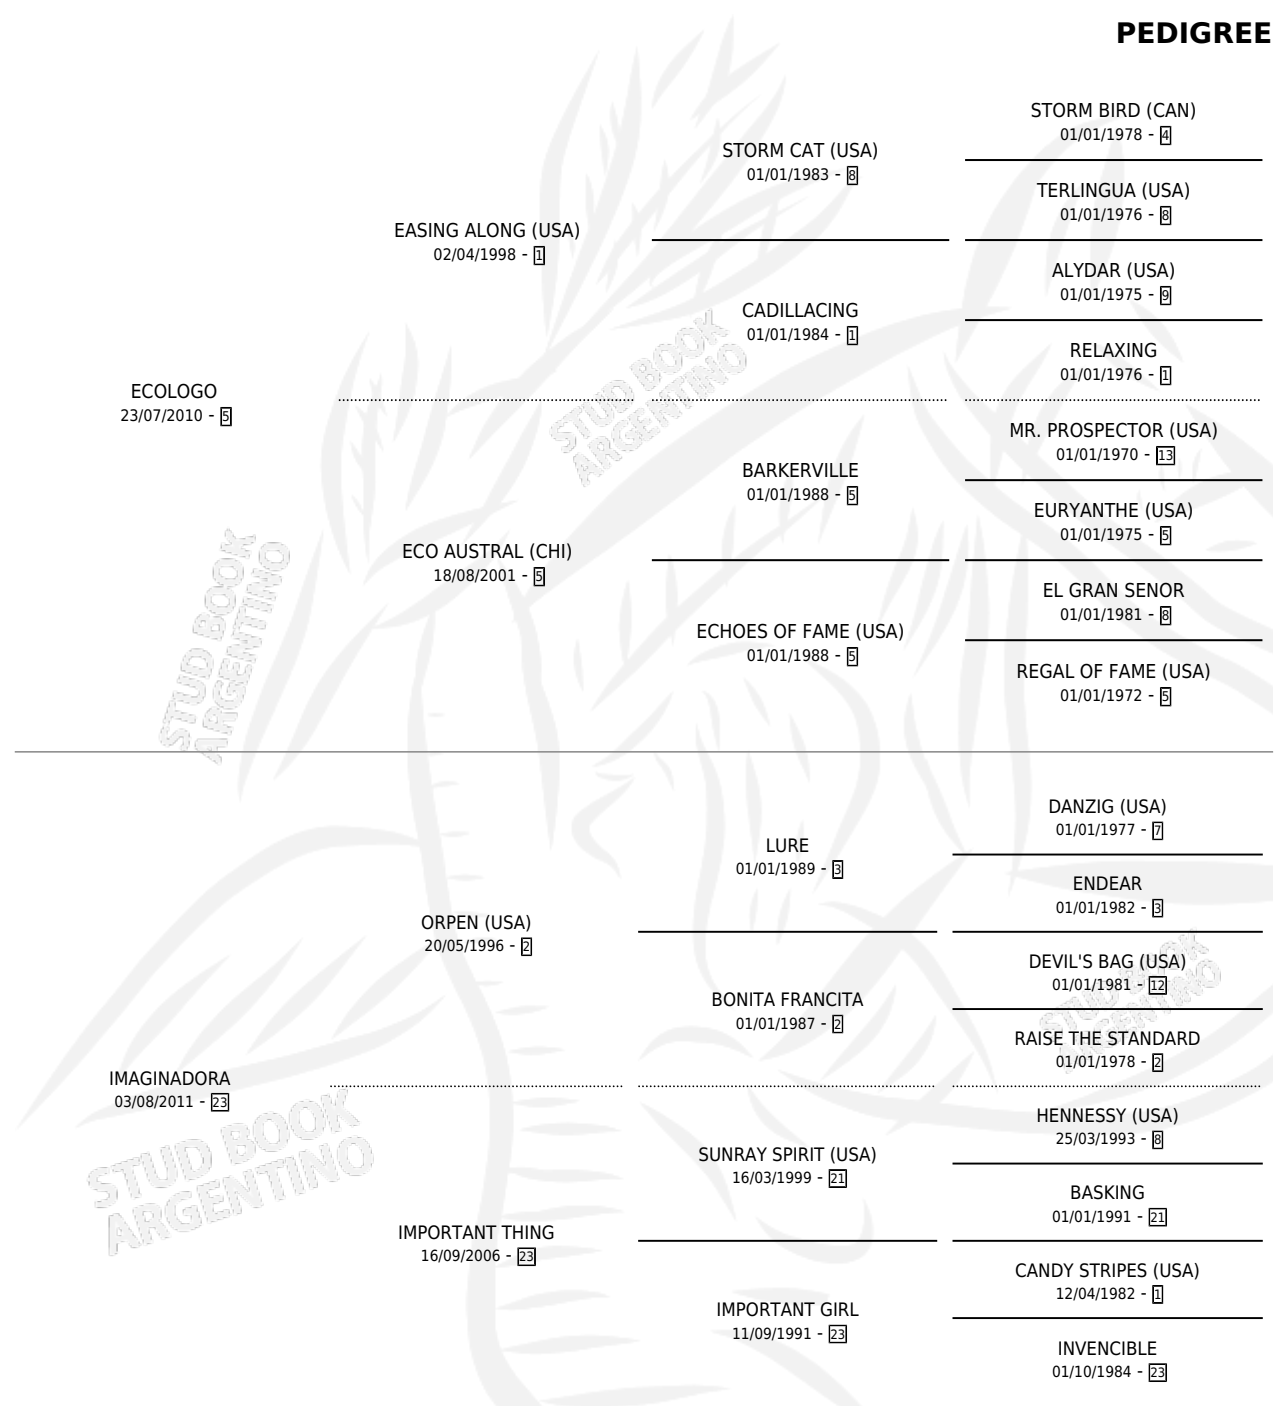 PEDIGREE
STORM BIRD (CAN)
01/01/1978 - 4
STORM CAT (USA)
01/01/1983 - 8
TERLINGUA (USA)
01/01/1976 - 8
EASING ALONG (USA)
02/04/1998 - 1
ALYDAR (USA)
01/01/1975 - 9
CADILLACING
01/01/1984 - 1
RELAXING
01/01/1976 - 1
ECOLOGO
23/07/2010 - 5
MR. PROSPECTOR (USA)
01/01/1970 - 13
BARKERVILLE
01/01/1988 - 5
EURYANTHE (USA)
01/01/1975 - 5
ECO AUSTRAL (CHI)
18/08/2001 - 5
EL GRAN SENOR
01/01/1981 - 8
ECHOES OF FAME (USA)
01/01/1988 - 5
REGAL OF FAME (USA)
01/01/1972 - 5
DANZIG (USA)
01/01/1977 - 7
LURE
01/01/1989 - 3
ENDEAR
01/01/1982 - 3
ORPEN (USA)
20/05/1996 - 2
DEVIL'S BAG (USA)
01/01/1981 - 12
BONITA FRANCITA
01/01/1987 - 2
RAISE THE STANDARD
01/01/1978 - 2
IMAGINADORA
03/08/2011 - 23
HENNESSY (USA)
25/03/1993 - 8
SUNRAY SPIRIT (USA)
16/03/1999 - 21
BASKING
01/01/1991 - 21
IMPORTANT THING
16/09/2006 - 23
CANDY STRIPES (USA)
12/04/1982 - 1
IMPORTANT GIRL
11/09/1991 - 23
INVENCIBLE
01/10/1984 - 23
STUD BOOK
ARGENTINO
STUD BOOK
ARGENTINO
STUD BOOK
ARGENTINO
STUD BOOK
ARGENTINO